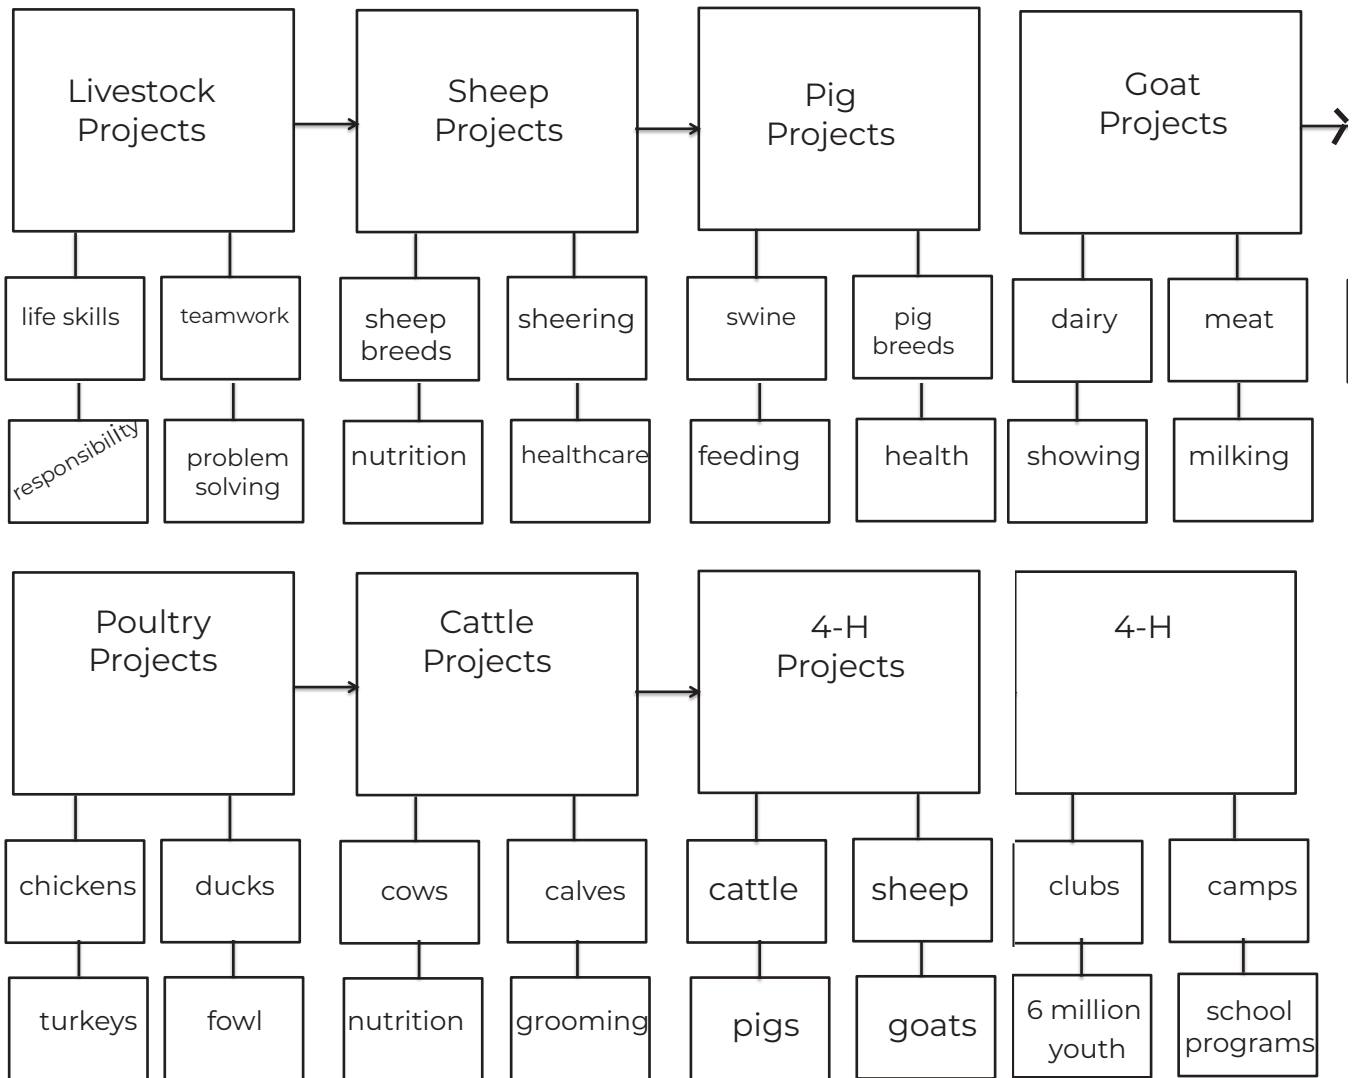 Livestock
Projects
Sheep
Projects
Pig
Projects
Goat
Projects
life skills
teamwork
sheep
breeds
sheering
swine
pig
breeds
dairy
meat
responsibility
problem
solving
nutrition
healthcare
feeding
health
showing
milking
Poultry
Projects
Cattle
Projects
4-H
Projects
4-H
chickens
ducks
cows
calves
cattle
sheep
clubs
camps
turkeys
fowl
nutrition
grooming
pigs
goats
6 million
youth
school
programs